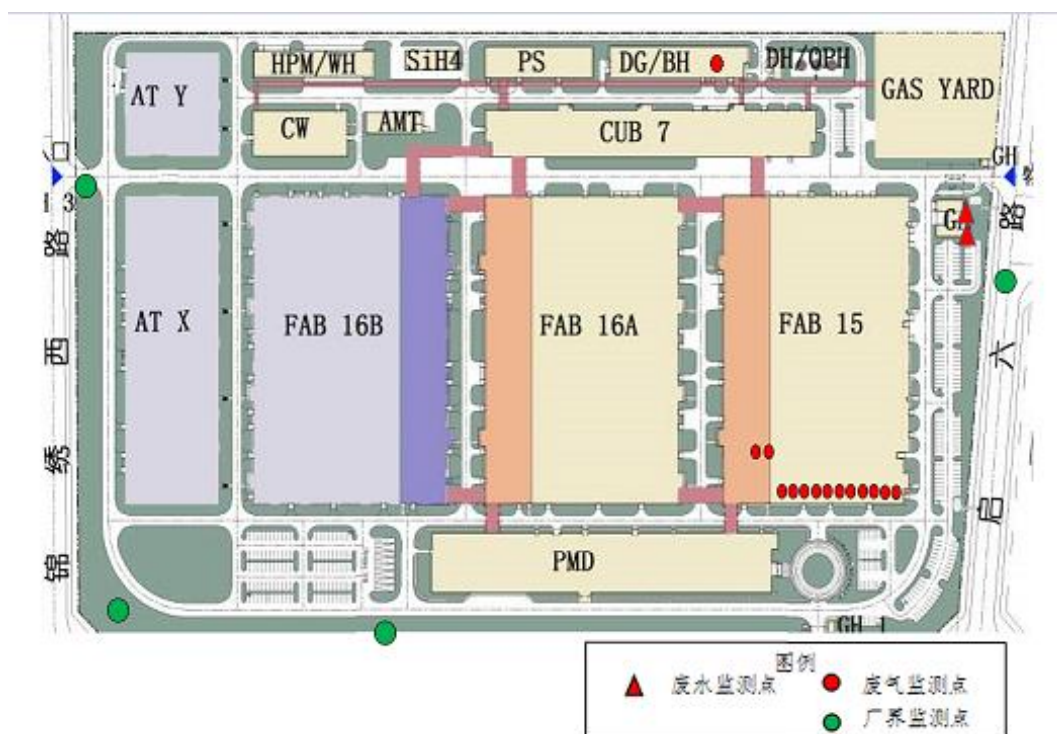 HPM/WH
SiH4
PS
DG/BH
DH/OPH
GAS YARD
AT Y
CW
AMT
CUB 7
GH
AT X
FAB 16B
FAB 16A
FAB 15
锦绣西路
启六路
PMD
GH 1
图例
废水监测点
废气监测点
厂界监测点